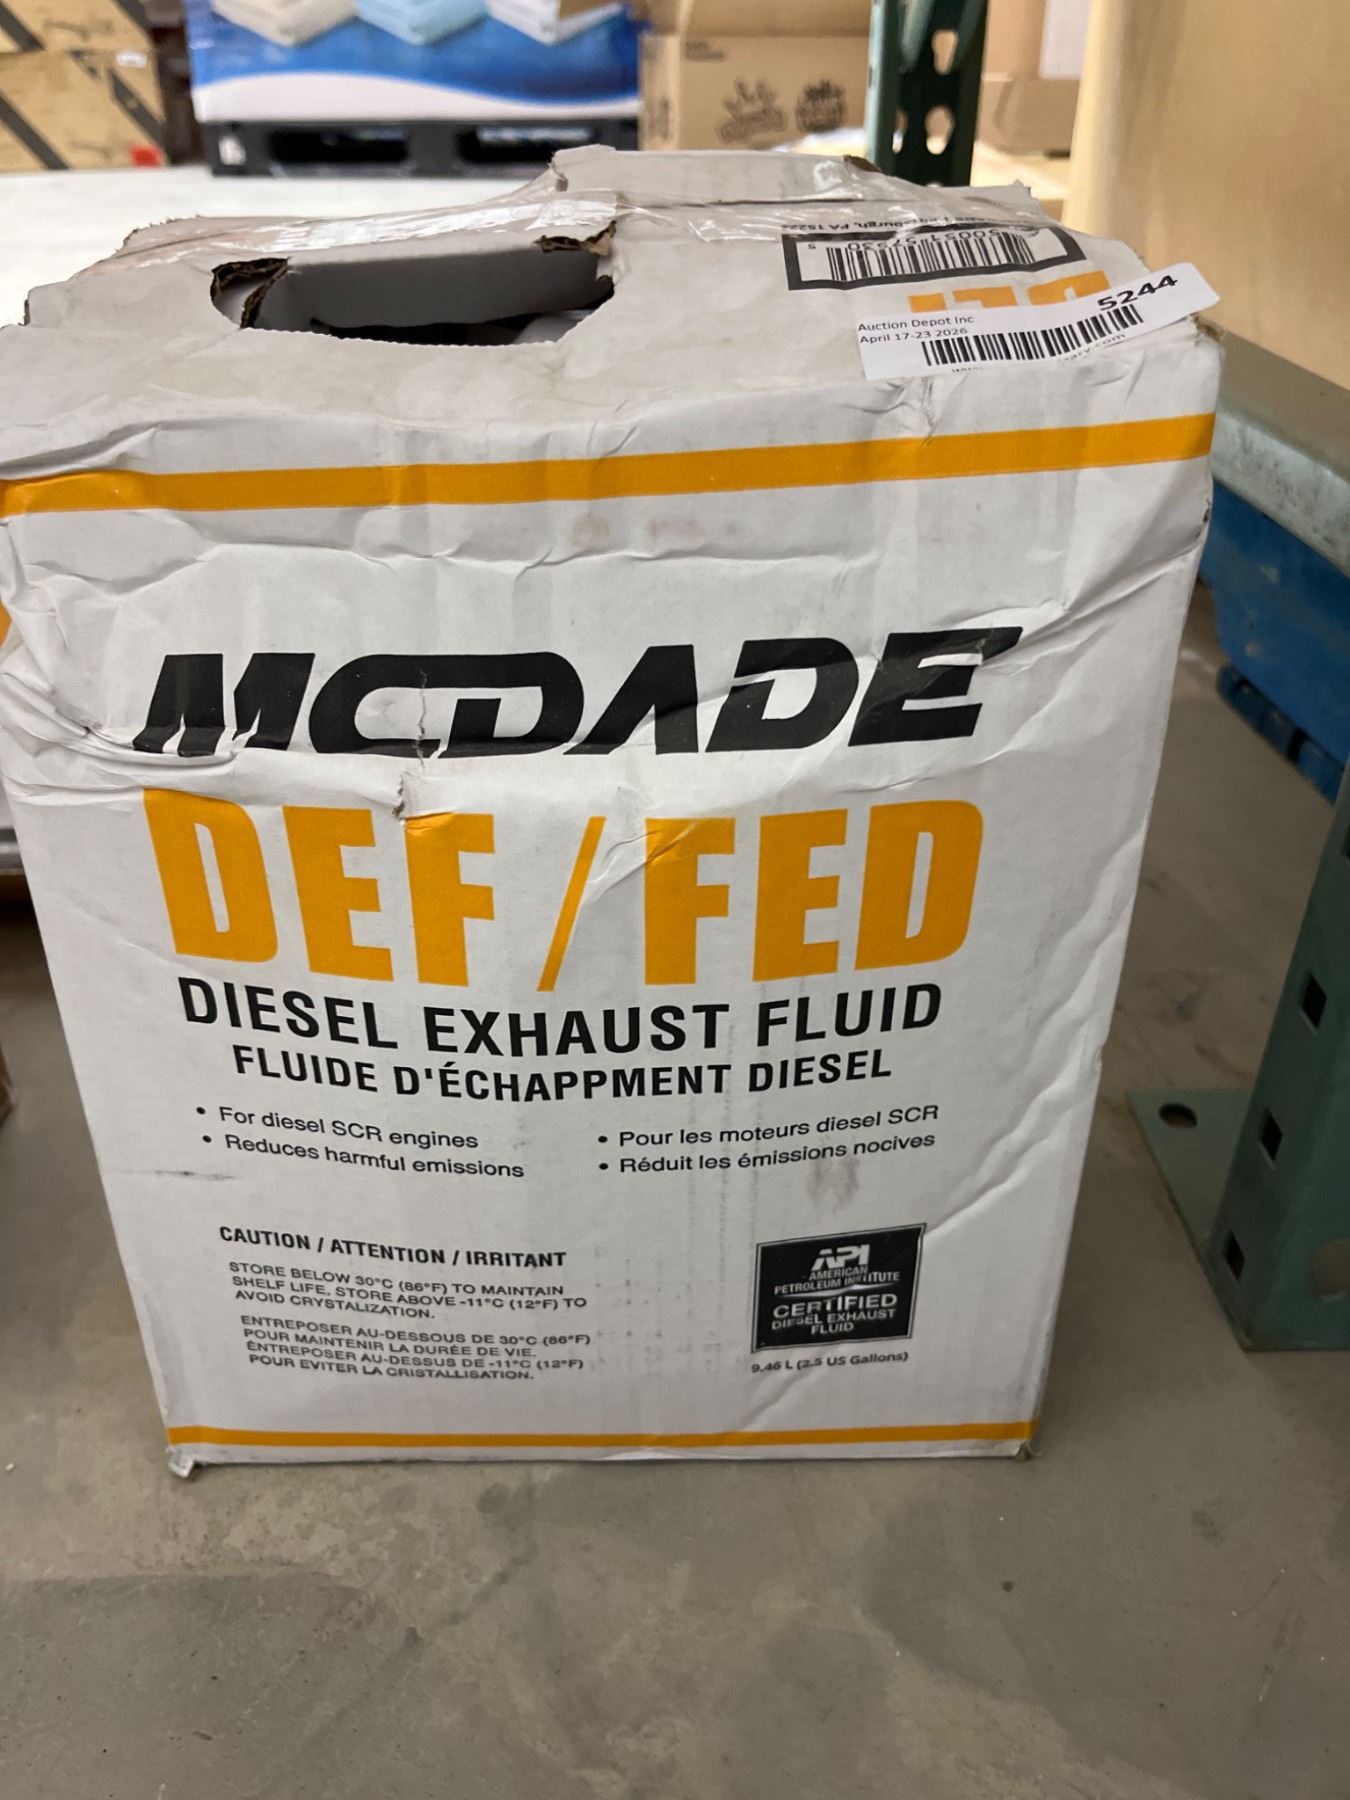 Pittsburgh, PA 15222
DEF
5244
Auction Depot Inc
April 17-23 2026
MCDADE
DEF / FED
DIESEL EXHAUST FLUID
FLUIDE D'ÉCHAPPMENT DIESEL
• For diesel SCR engines
• Reduces harmful emissions
• Pour les moteurs diesel SCR
• Réduit les émissions nocives
CAUTION / ATTENTION / IRRITANT
STORE BELOW 30°C (86°F) TO MAINTAIN
SHELF LIFE. STORE ABOVE -11°C (12°F) TO
AVOID CRYSTALIZATION.
ENTREPOSER AU-DESSOUS DE 30°C (86°F)
POUR MAINTENIR LA DURÉE DE VIE.
ENTREPOSER AU-DESSUS DE -11°C (12°F)
POUR EVITER LA CRISTALLISATION.
API
AMERICAN
PETROLEUM INSTITUTE
CERTIFIED
DIESEL EXHAUST
FLUID
9.46 L (2.5 US Gallons)